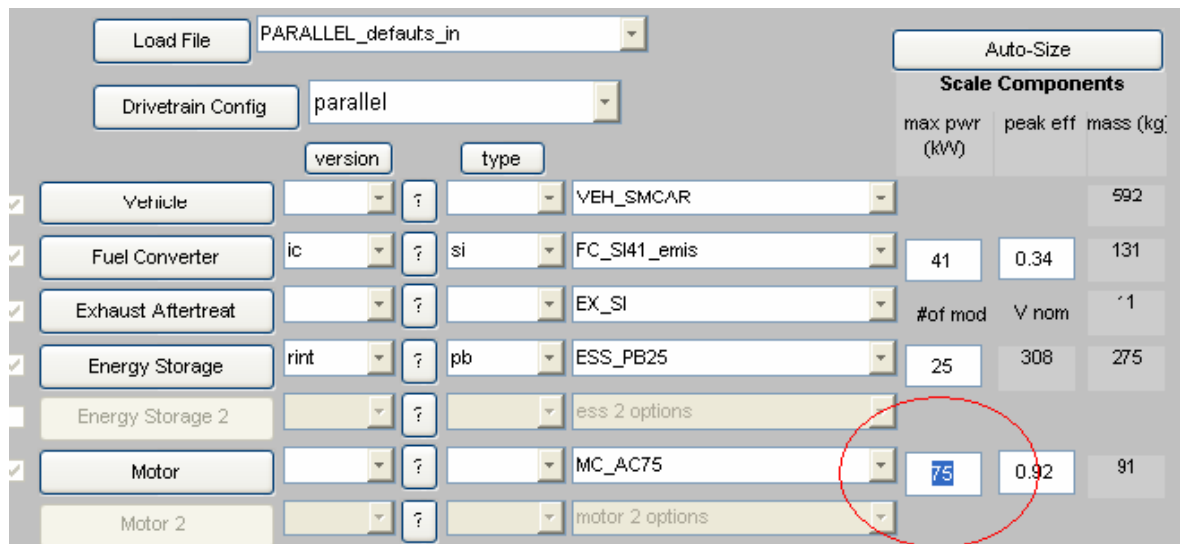 Load File PARALLEL_defaults_in
Auto-Size
Scale Components
Drivetrain Config parallel
max pwr (kW) peak eff mass (kg)
version type
Vehicle ? VEH_SMCAR 592
Fuel Converter ic ? si FC_SI41_emis 41 0.34 131
Exhaust Aftertreat ? EX_SI #of mod V nom 11
Energy Storage rint ? pb ESS_PB25 25 308 275
Energy Storage 2 ? ess 2 options
Motor ? MC_AC75 75 0.92 91
Motor 2 ? motor 2 options